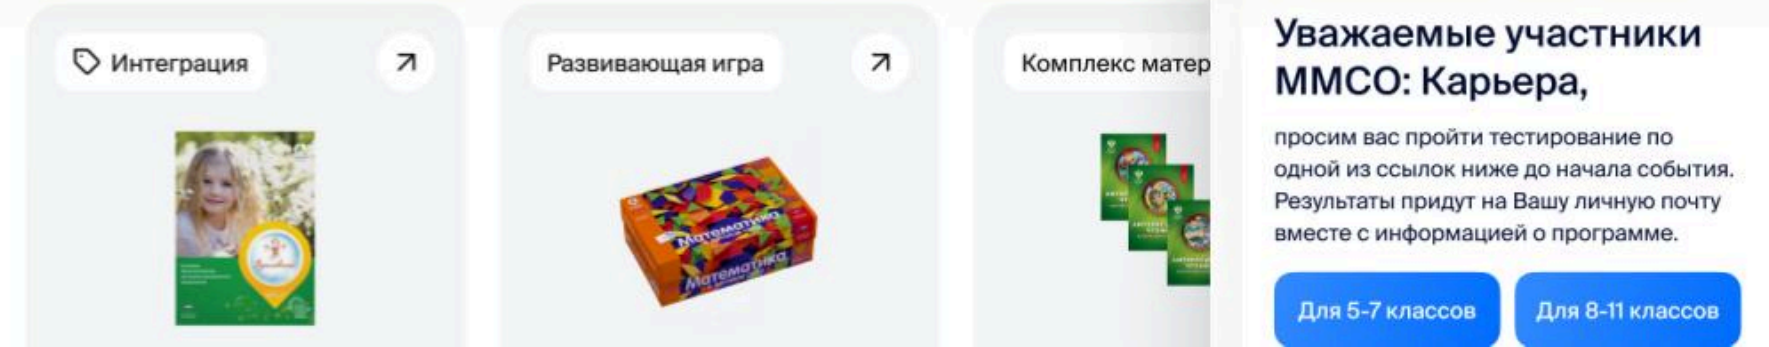 Интеграция
Развивающая игра
Комплекс матер
Математика
Математика
Уважаемые участники
ММСО: Карьера,
просим вас пройти тестирование по
одной из ссылок ниже до начала события.
Результаты придут на Вашу личную почту
вместе с информацией о программе.
Для 5-7 классов
Для 8-11 классов